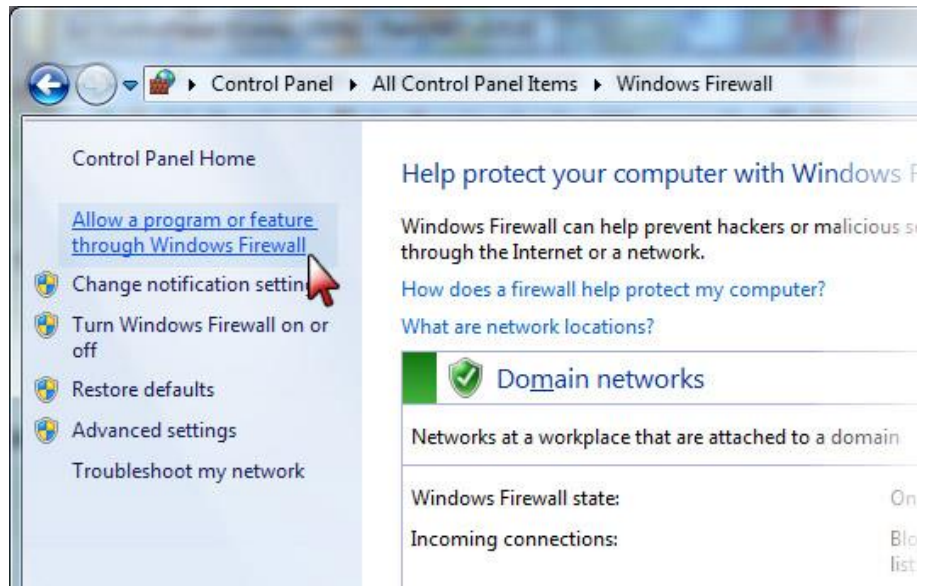 Control Panel ▸ All Control Panel Items ▸ Windows Firewall
Control Panel Home
Allow a program or feature
through Windows Firewall
Change notification
Turn Windows Firewall on or
off
Restore defaults
Advanced settings
Troubleshoot my network
Help protect your computer with Windows
Windows Firewall can help prevent hackers or malicious
through the Internet or a network.
How does a firewall help protect my computer?
What are network locations?
Domain networks
Networks at a workplace that are attached to a domain
Windows Firewall state: On
Incoming connections: